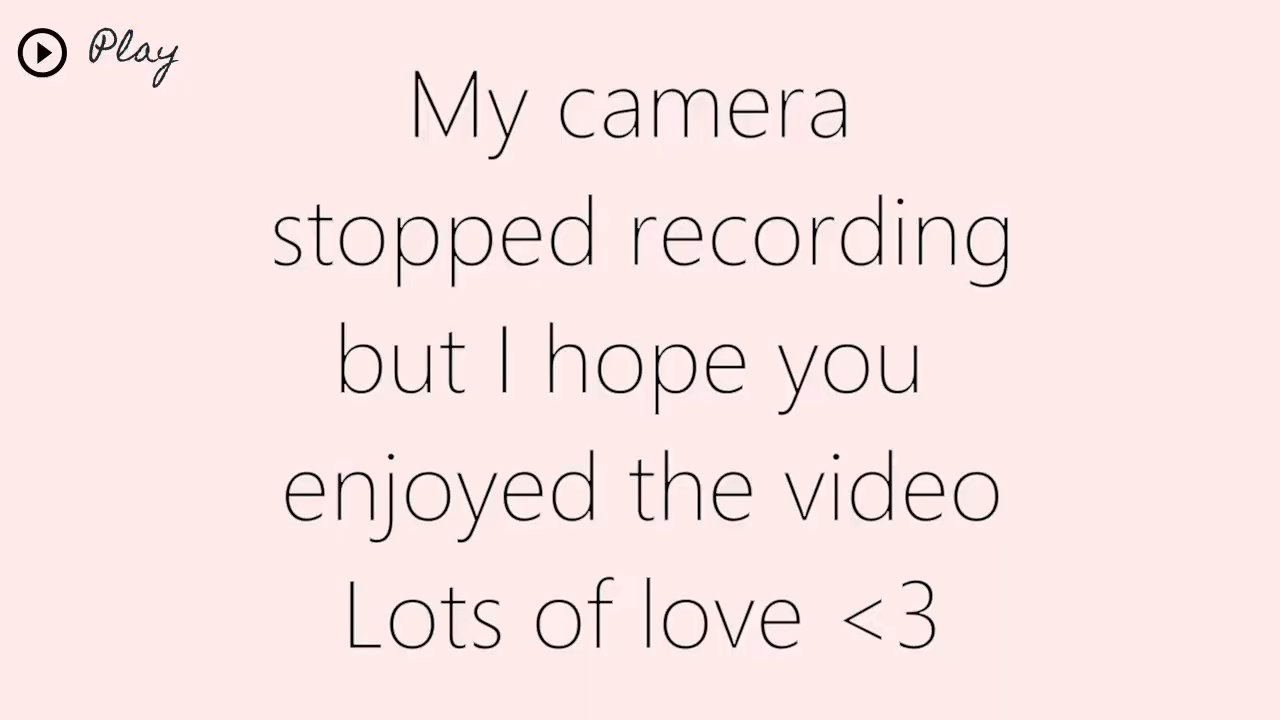 Play
My camera
stopped recording
but I hope you
enjoyed the video
Lots of love <3